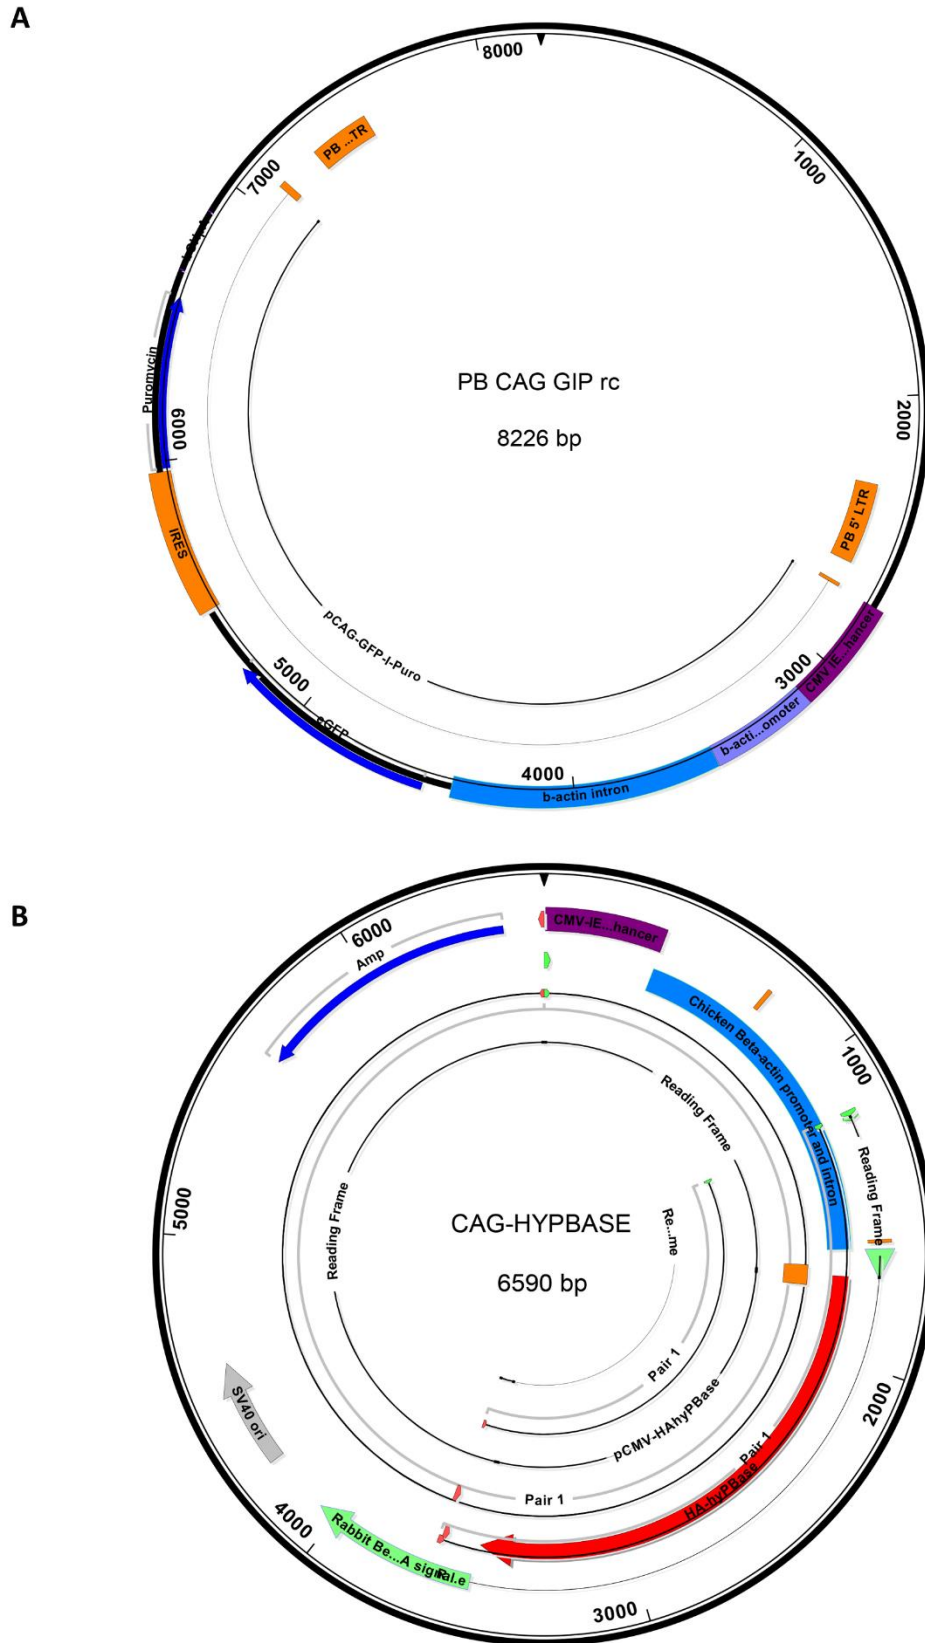 A
8000
PB ...TR
7000
1000
Puromycin
PB CAG GIP rc
8226 bp
2000
6000
PB 5' LTR
IRES
pCAG-GFP-I-Puro
CMV IE...hancer
3000
5000
b-acti...omoter
eGFP
4000
b-actin intron
B
6000
CMV-IE...hancer
Amp
Chicken Beta-actin promoter and intron
1000
Reading Frame
Reading Frame
Reading Frame
5000
Re...me
CAG-HYPBASE
6590 bp
Pair 1
SV40 ori
pCMV-HAhyPBase
2000
Pair 1
HA-hyPBase
Pair 1
4000
Rabbit Be...A signal.e
3000